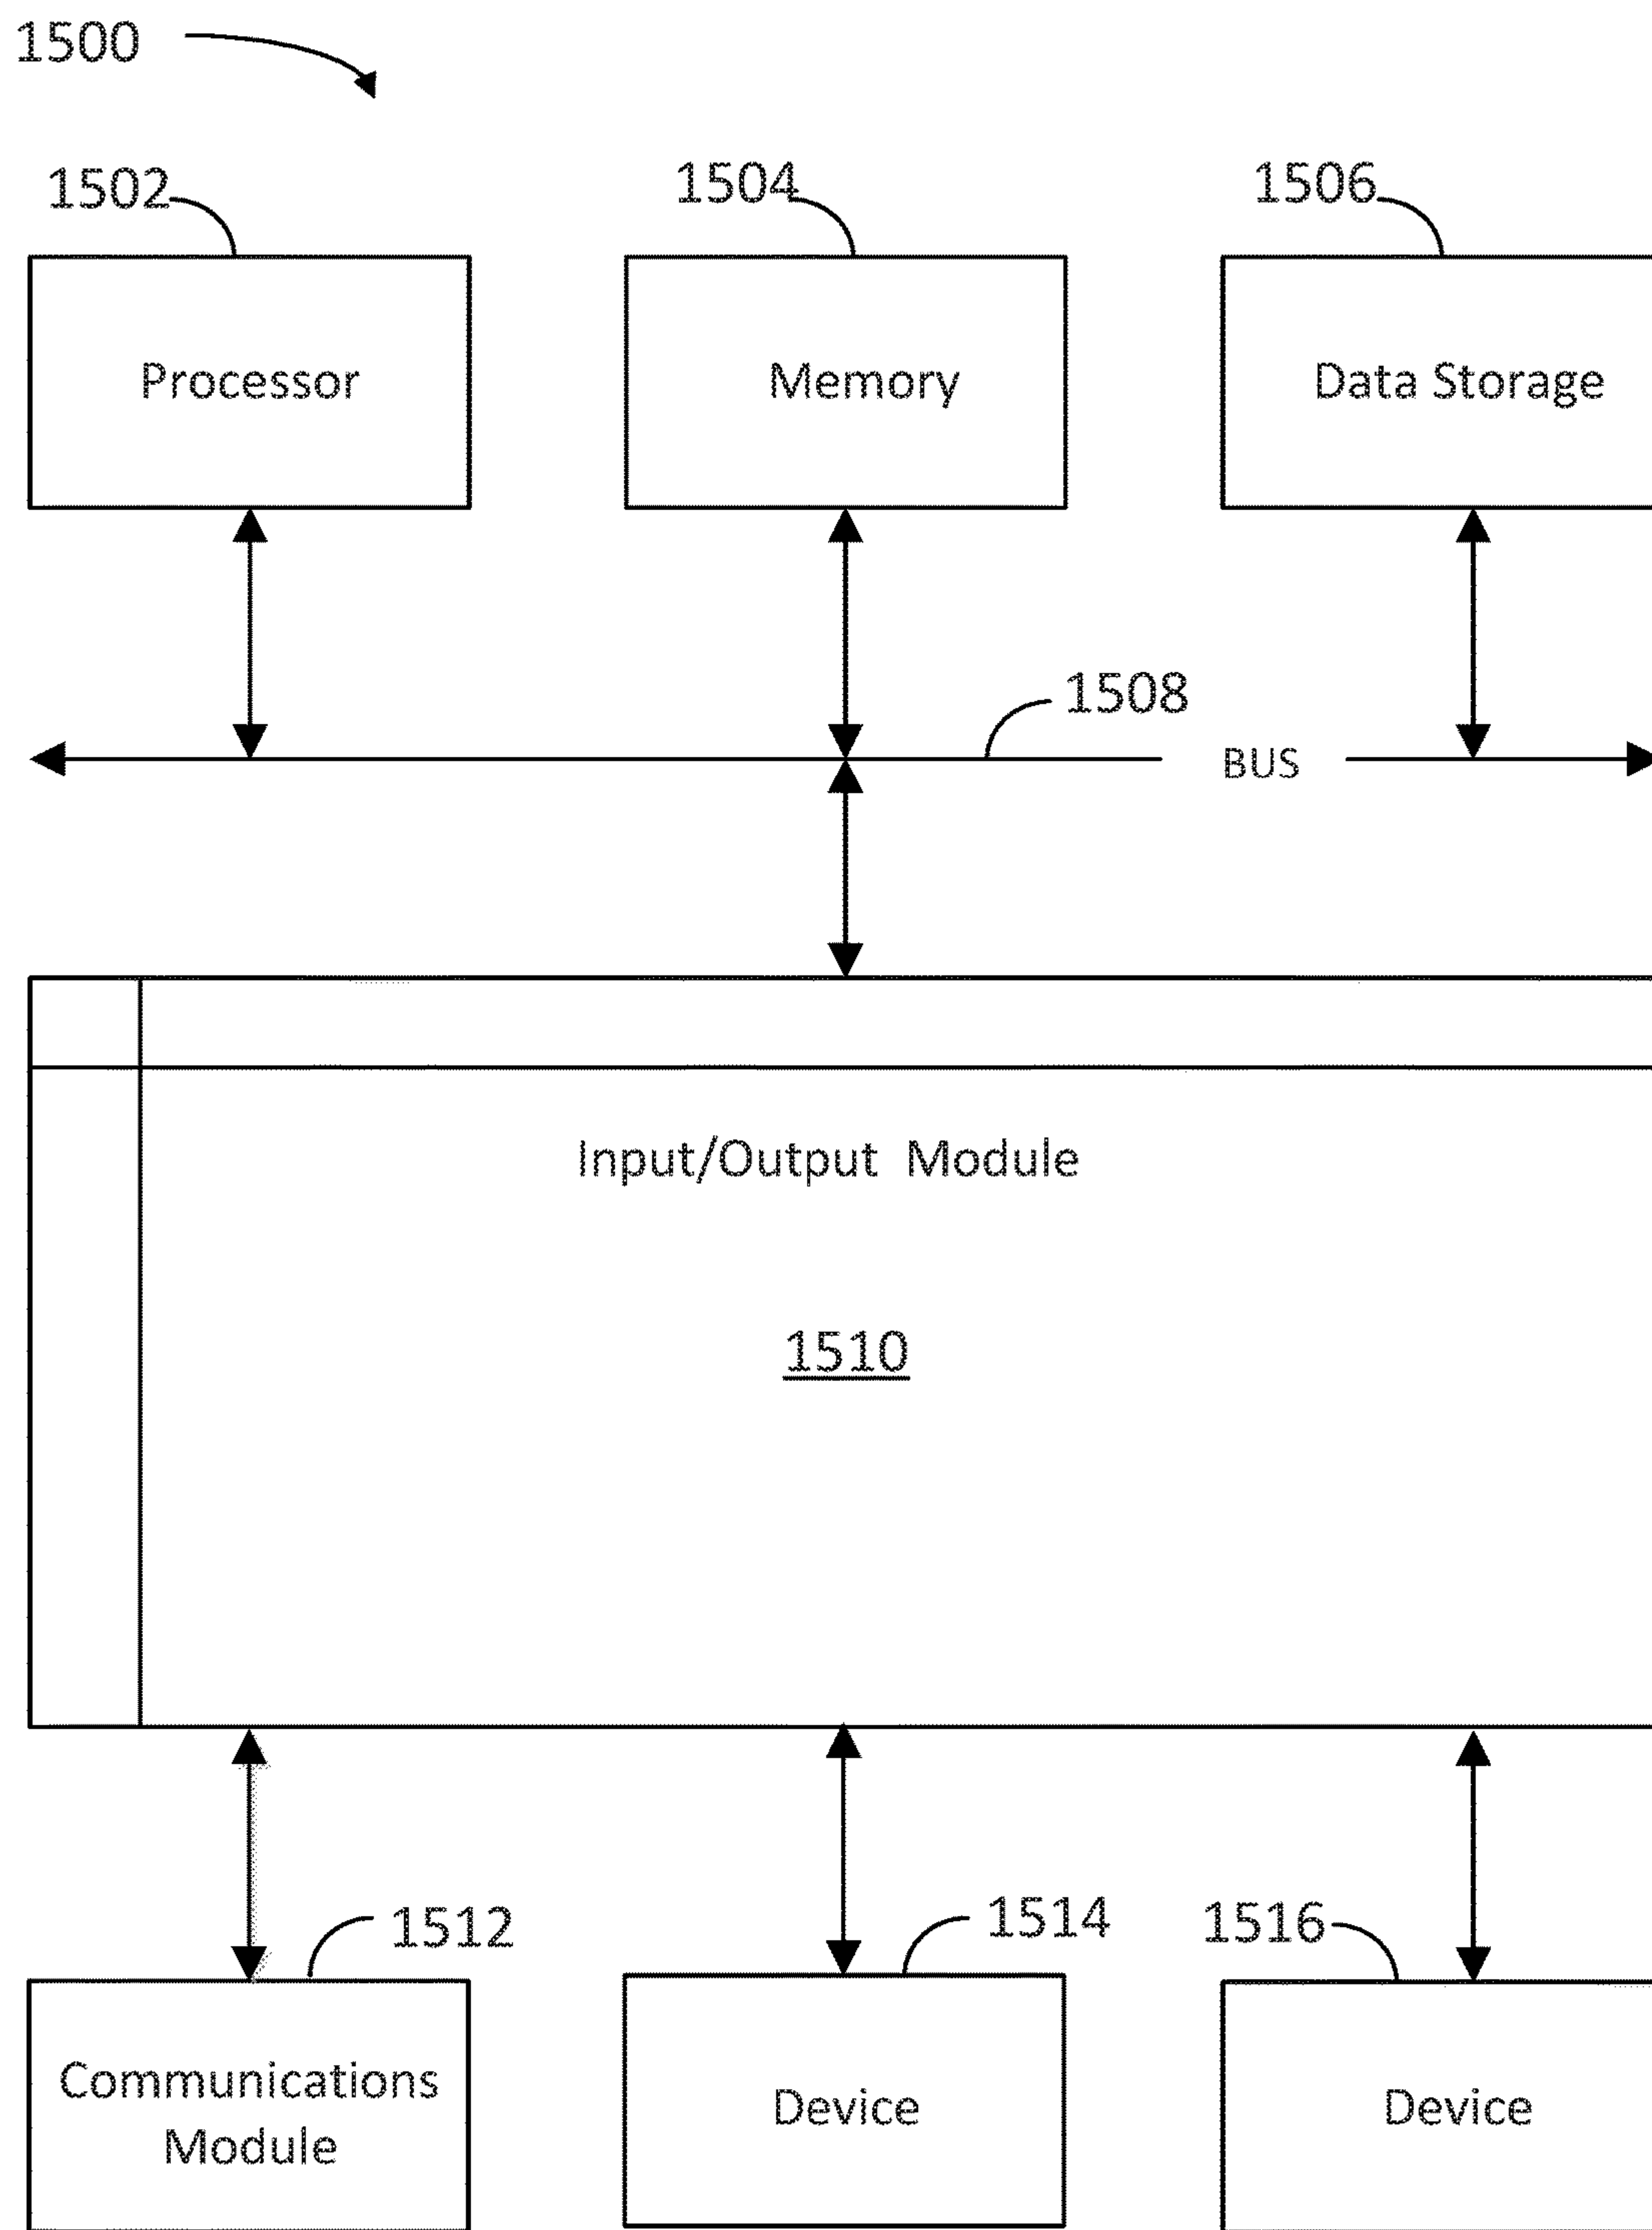 1500
1502
1504
1506
Processor
Memory
Data Storage
1508
BUS
Input/Output Module
1510
1512
1514
1516
Communications
Module
Device
Device